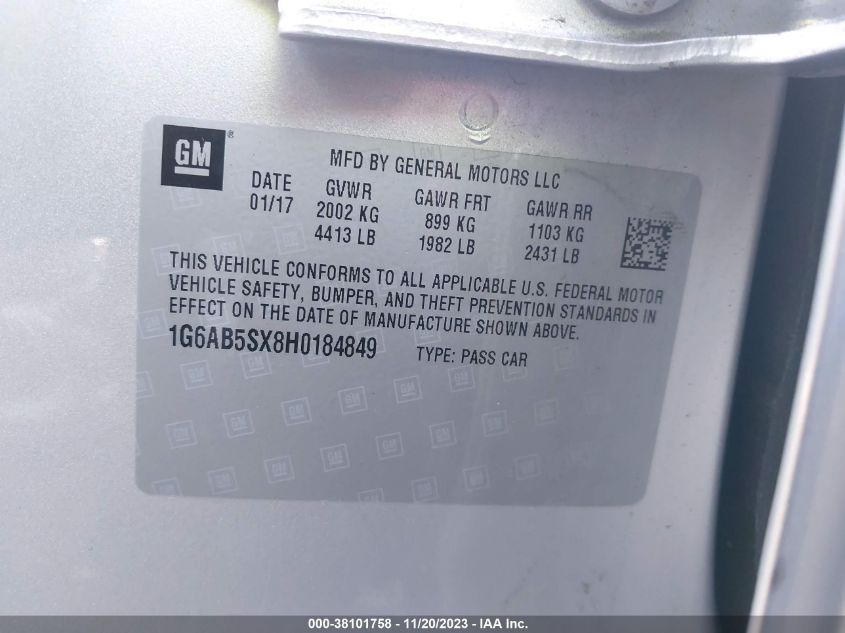 GM®
MFD BY GENERAL MOTORS LLC
DATE GVWR GAWR FRT GAWR RR
01/17 2002 KG 899 KG 1103 KG
4413 LB 1982 LB 2431 LB
THIS VEHICLE CONFORMS TO ALL APPLICABLE U.S. FEDERAL MOTOR
VEHICLE SAFETY, BUMPER, AND THEFT PREVENTION STANDARDS IN
EFFECT ON THE DATE OF MANUFACTURE SHOWN ABOVE.
1G6AB5SX8H0184849 TYPE: PASS CAR
000-38101758 - 11/20/2023 - IAA Inc.